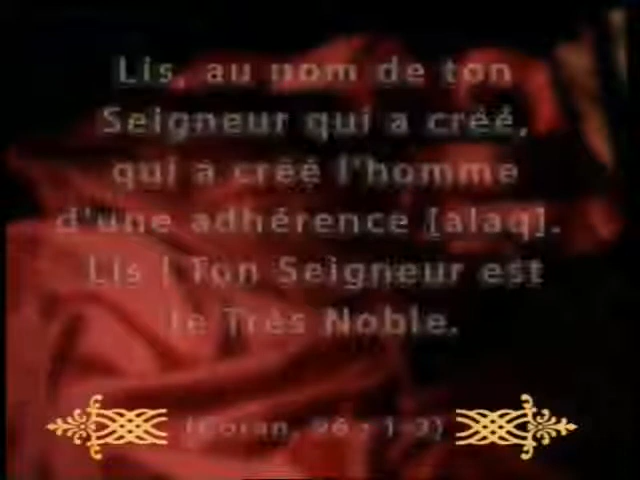 Lis, au nom de ton
Seigneur qui a créé,
qui a créé l'homme
d'une adhérence [alaq].
Lis ! Ton Seigneur est
le Très Noble.
(Coran, 96 : 1-3)